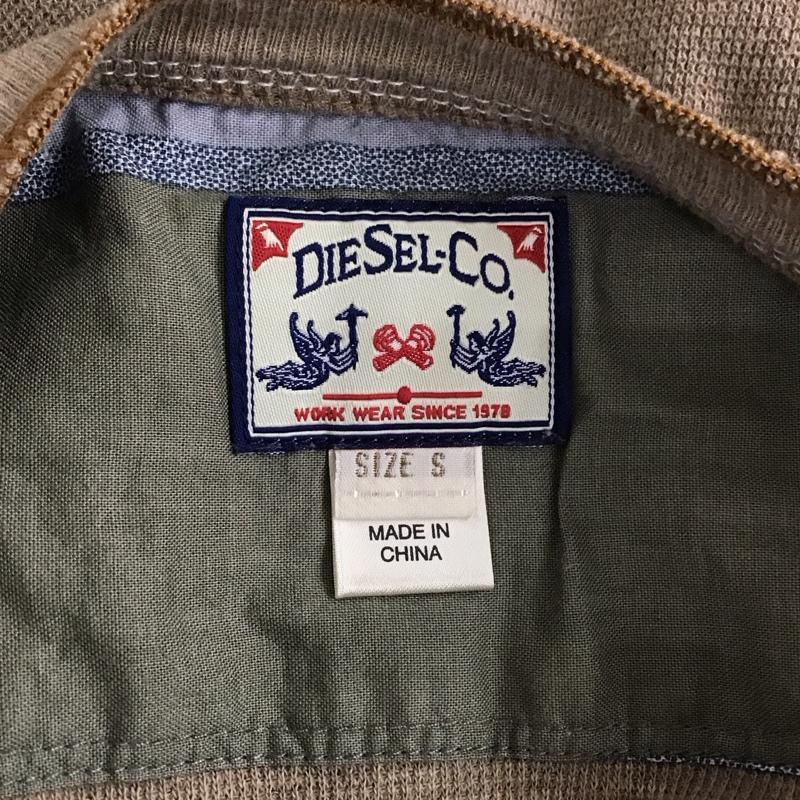 DIESEL-CO.
WORK WEAR SINCE 1978
SIZE S
MADE IN
CHINA